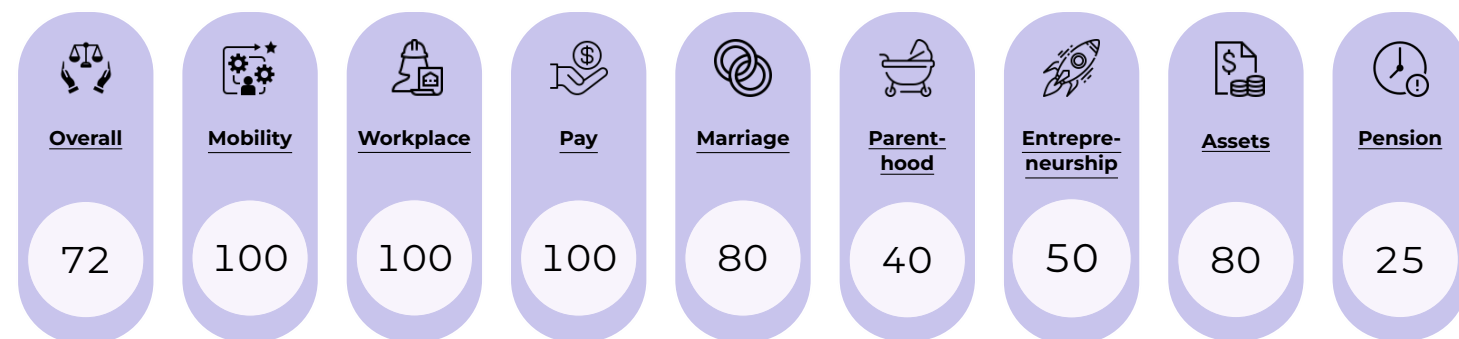 Overall
72
Mobility
100
Workplace
100
$
Pay
100
Marriage
80
Parent-
hood
40
Entrepre-
neurship
50
$
Assets
80
!
Pension
25